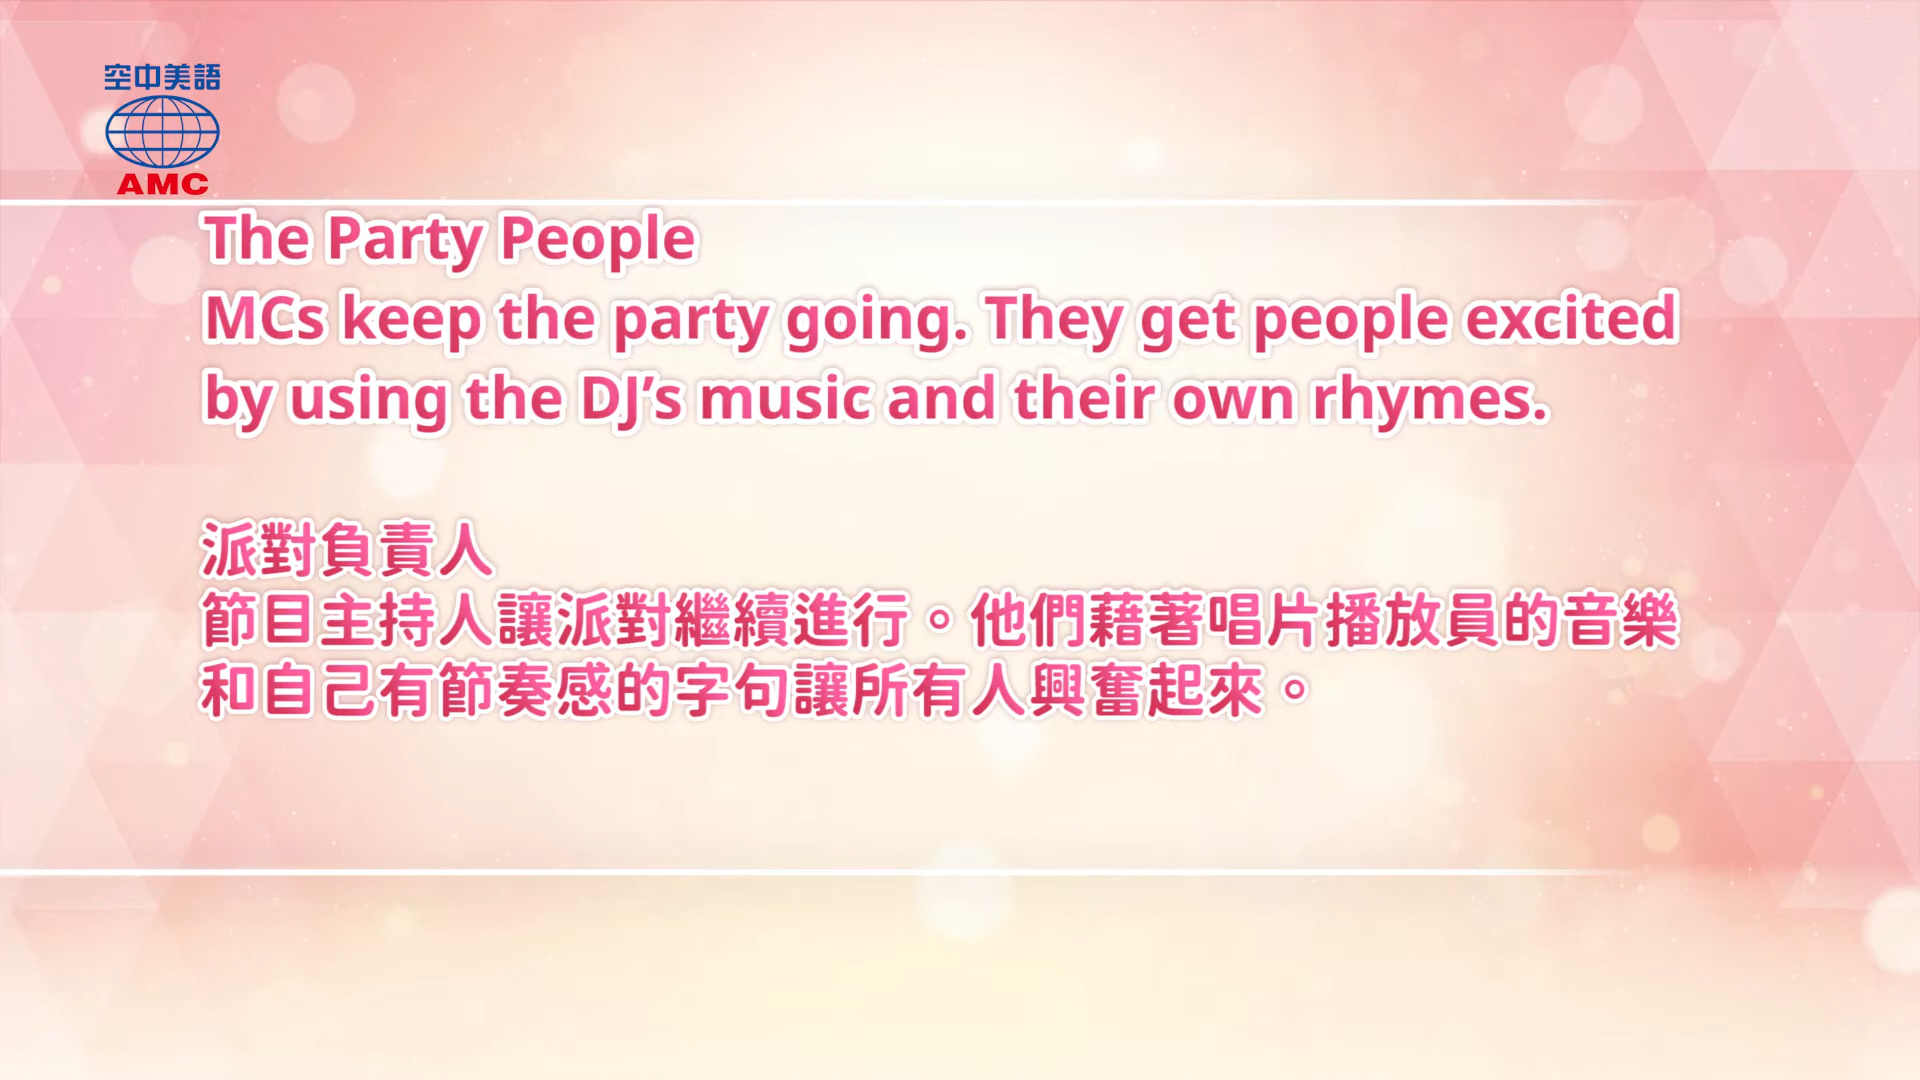 空中美語
AMC
The Party People
MCs keep the party going. They get people excited
by using the DJ’s music and their own rhymes.
派對負責人
節目主持人讓派對繼續進行。他們藉著唱片播放員的音樂
和自己有節奏感的字句讓所有人興奮起來。